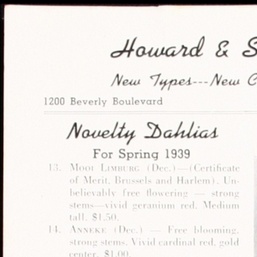 Howard & S
New Types---New C
1200 Beverly Boulevard
Novelty Dahlias
For Spring 1939
13. MOOI LIMBURG (Dec.)—(Certificate
of Merit, Brussels and Harlem). Un-
believably free flowering — strong
stems—vivid geranium red. Medium
tall. $1.50.
14. ANNEKE (Dec.) — Free blooming,
strong stems. Vivid cardinal red, gold
center. $1.00.